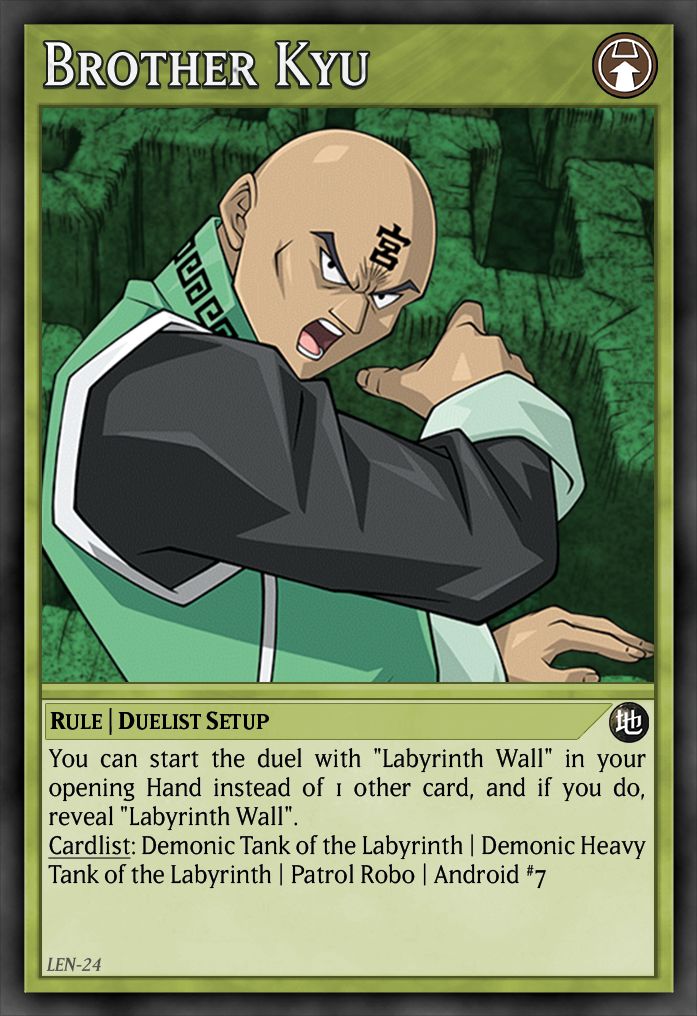 Brother Kyu
宮
Rule | Duelist Setup
地
You can start the duel with "Labyrinth Wall" in your
opening Hand instead of 1 other card, and if you do,
reveal "Labyrinth Wall".
Cardlist: Demonic Tank of the Labyrinth | Demonic Heavy
Tank of the Labyrinth | Patrol Robo | Android #7
LEN-24